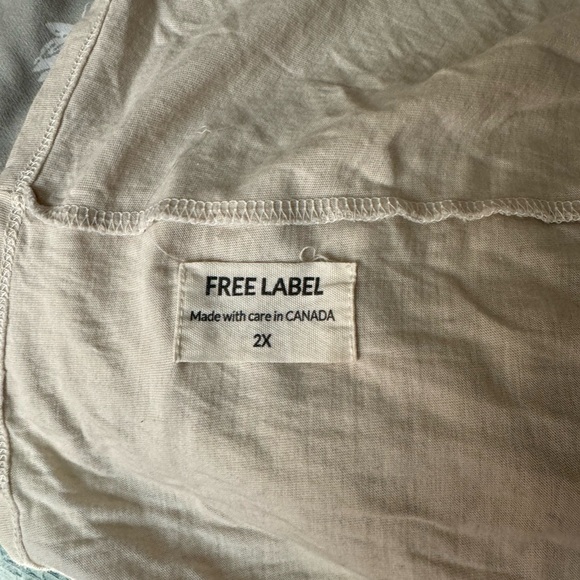 FREE LABEL
Made with care in CANADA
2X